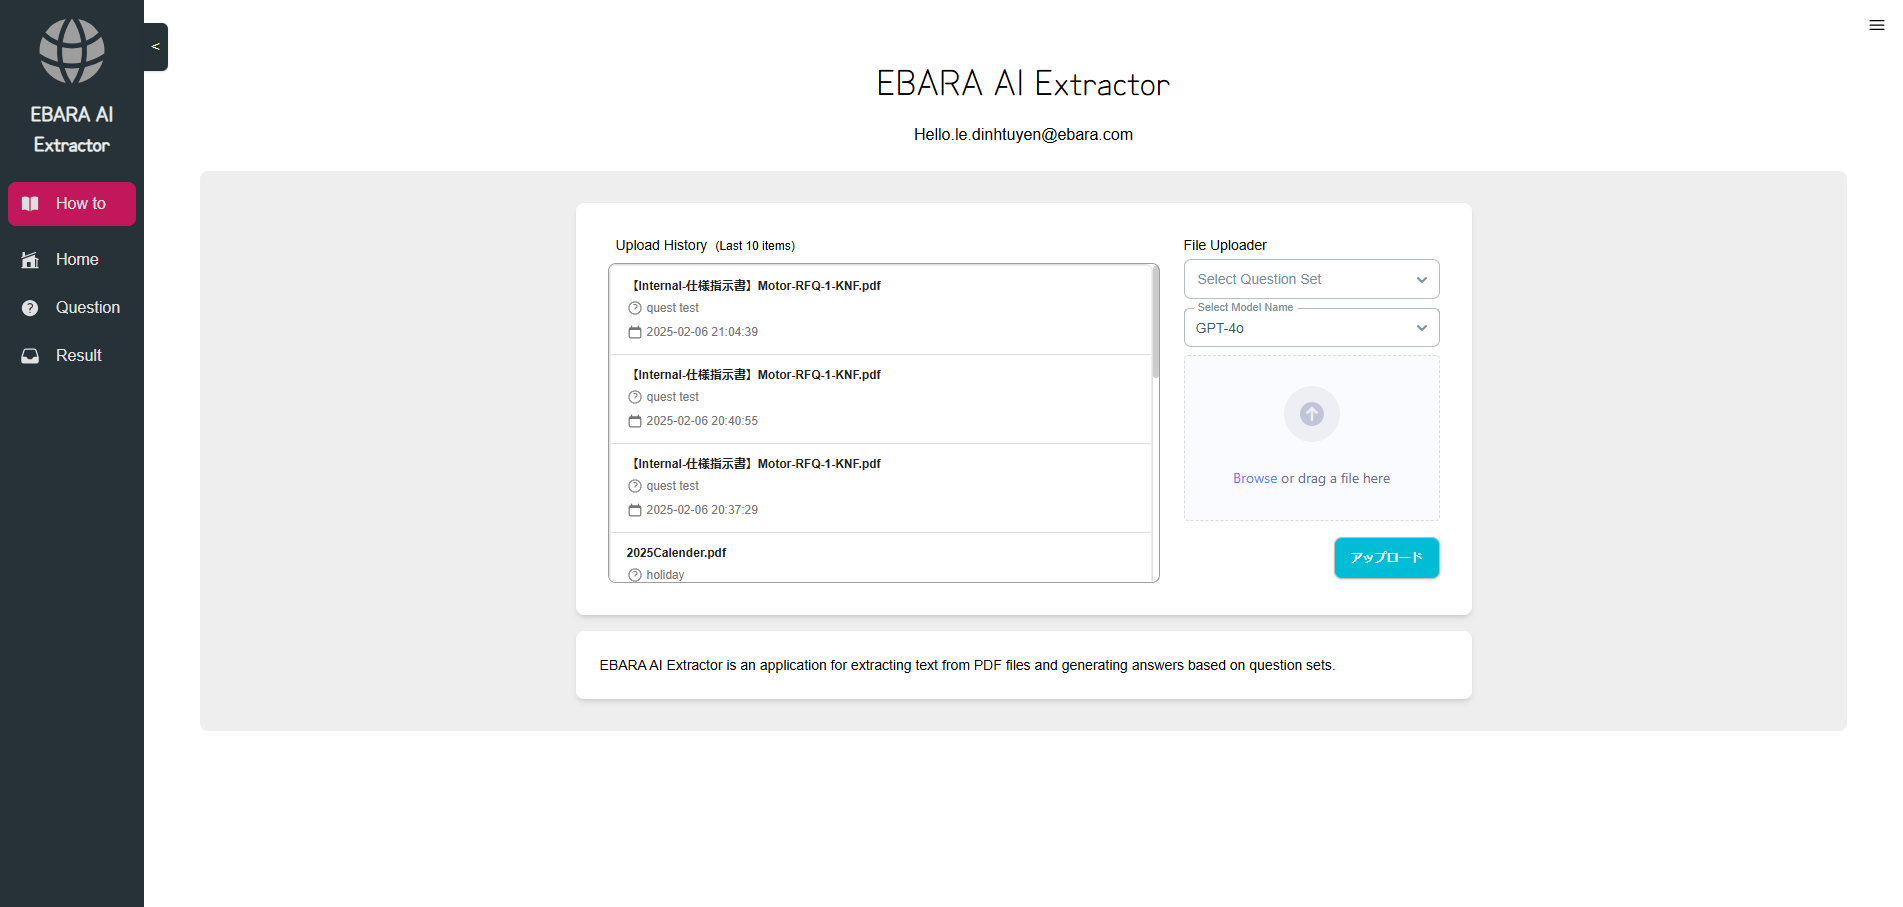 EBARA AI
Extractor
How to
Home
Question
Result
<
EBARA AI Extractor
Hello.le.dinhtuyen@ebara.com
Upload History (Last 10 items)
【Internal-仕様指示書】Motor-RFQ-1-KNF.pdf
quest test
2025-02-06 21:04:39
【Internal-仕様指示書】Motor-RFQ-1-KNF.pdf
quest test
2025-02-06 20:40:55
【Internal-仕様指示書】Motor-RFQ-1-KNF.pdf
quest test
2025-02-06 20:37:29
2025Calender.pdf
holiday
File Uploader
Select Question Set
Select Model Name
GPT-4o
Browse or drag a file here
アップロード
EBARA AI Extractor is an application for extracting text from PDF files and generating answers based on question sets.